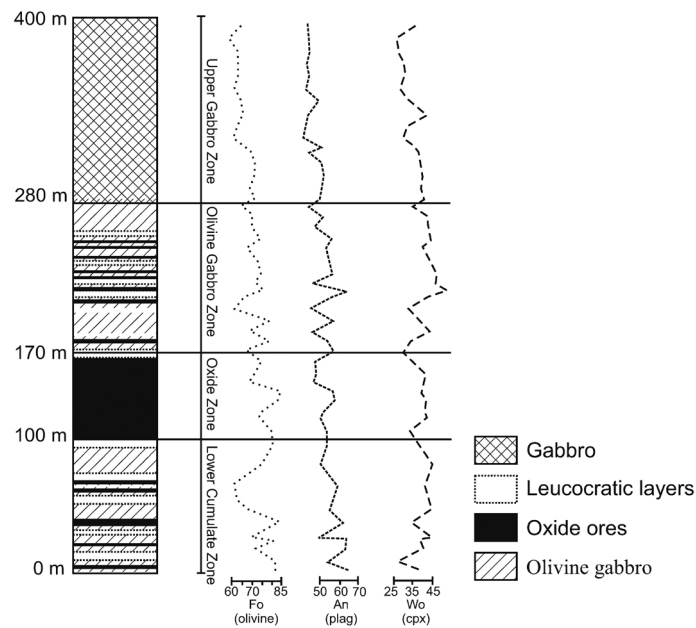 400 m
280 m
170 m
100 m
0 m
Upper Gabbro Zone
Olivine Gabbro Zone
Oxide Zone
Lower Cumulate Zone
60 70 85
Fo
(olivine)
50 60 70
An
(plag)
25 35 45
Wo
(cpx)
Gabbro
Leucocratic layers
Oxide ores
Olivine gabbro